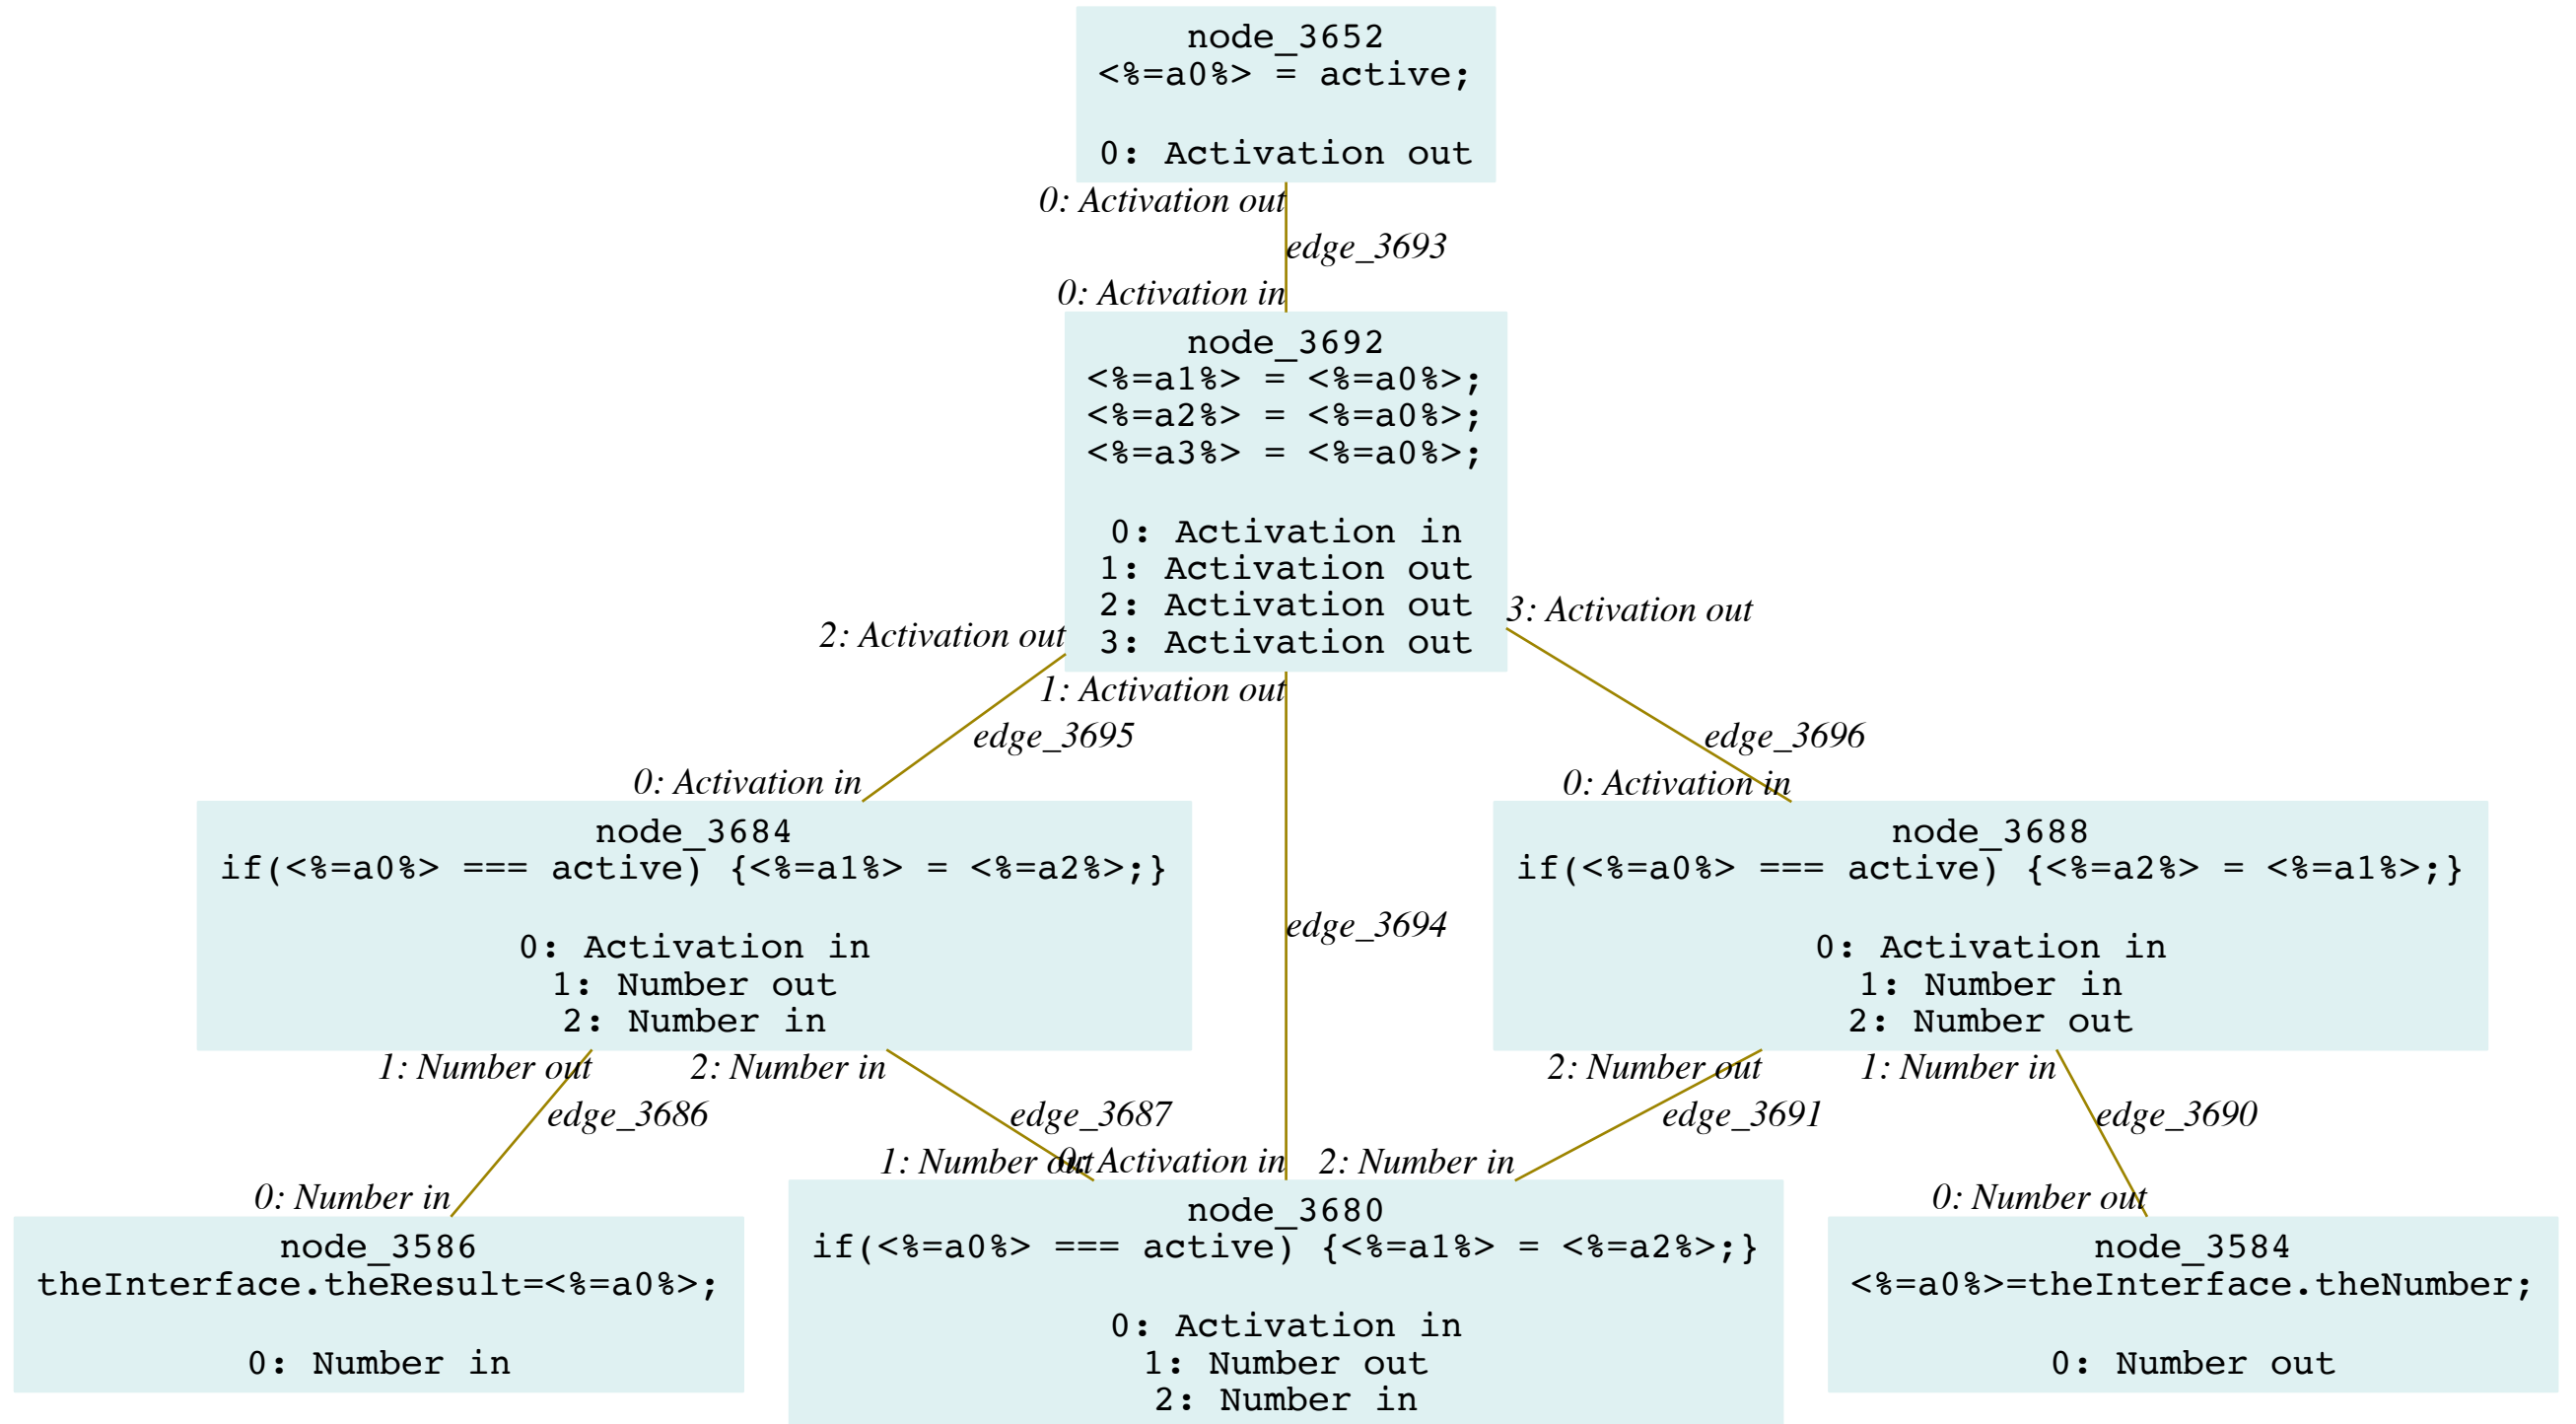 node_3652
<%=a0%> = active;
0: Activation out
0: Activation out
edge_3693
0: Activation in
node_3692
<%=a1%> = <%=a0%>;
<%=a2%> = <%=a0%>;
<%=a3%> = <%=a0%>;
0: Activation in
1: Activation out
2: Activation out
3: Activation out
3: Activation out
2: Activation out
1: Activation out
edge_3695
edge_3696
0: Activation in
0: Activation in
node_3684
if(<%=a0%> === active) {<%=a1%> = <%=a2%>;}
0: Activation in
1: Number out
2: Number in
edge_3694
node_3688
if(<%=a0%> === active) {<%=a2%> = <%=a1%>;}
0: Activation in
1: Number in
2: Number out
1: Number out
2: Number in
2: Number out
1: Number in
edge_3686
edge_3687
edge_3691
edge_3690
0: Number in
1: Number out
0: Activation in
2: Number in
0: Number out
node_3586
theInterface.theResult=<%=a0%>;
0: Number in
node_3680
if(<%=a0%> === active) {<%=a1%> = <%=a2%>;}
0: Activation in
1: Number out
2: Number in
node_3584
<%=a0%>=theInterface.theNumber;
0: Number out